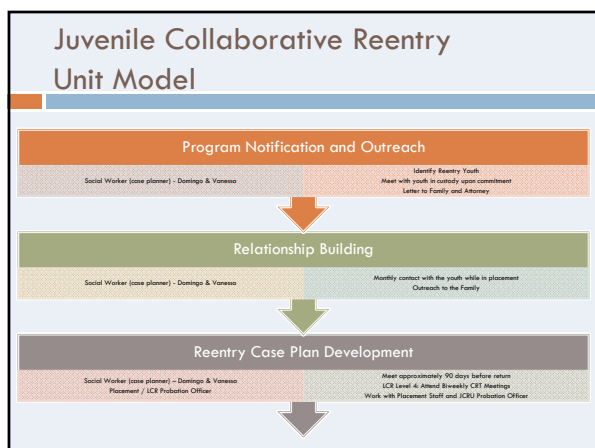 Juvenile Collaborative Reentry
Unit Model
Program Notification and Outreach
Social Worker (case planner) - Domingo & Vanessa
Identify Reentry Youth
Meet with youth in custody upon commitment
Letter to Family and Attorney
Relationship Building
Social Worker (case planner) - Domingo & Vanessa
Monthly contact with the youth while in placement
Outreach to the Family
Reentry Case Plan Development
Social Worker (case planner) – Domingo & Vanessa
Placement / LCR Probation Officer
Meet approximately 90 days before return
LCR Level 4: Attend Biweekly CRT Meetings
Work with Placement Staff and JCRU Probation Officer